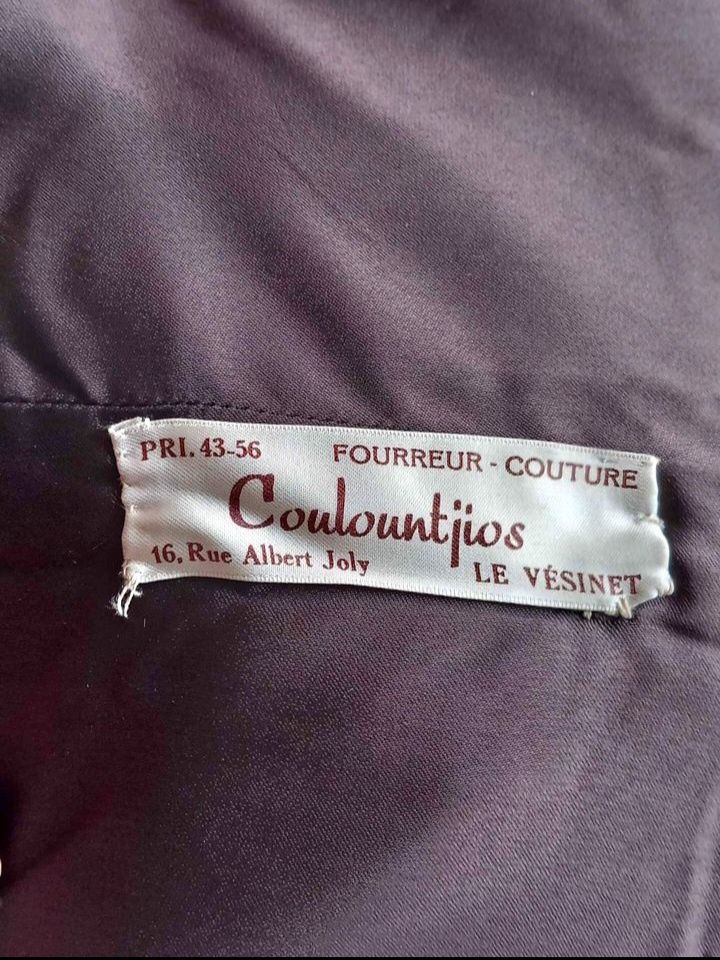 PRI. 43-56 FOURREUR - COUTURE
Coulountjios
16, Rue Albert Joly LE VÉSINET